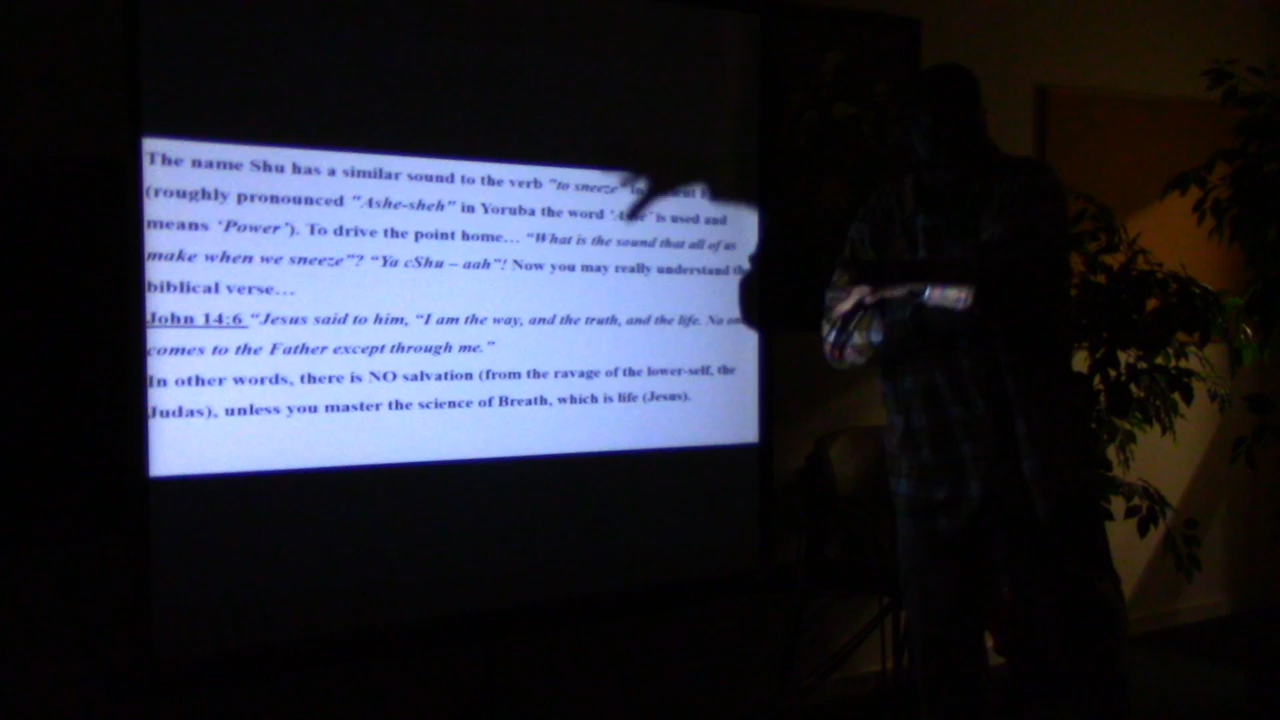 The name Shu has a similar sound to the verb "to sneeze" in
(roughly pronounced "Ashe-sheh" in Yoruba the word 'Ashe' is used and
means 'Power'). To drive the point home… "What is the sound that all of us
make when we sneeze"? "Ya cShu – aah"! Now you may really understand the
biblical verse…
John 14:6 "Jesus said to him, "I am the way, and the truth, and the life. No one
comes to the Father except through me."
In other words, there is NO salvation (from the ravage of the lower-self, the
Judas), unless you master the science of Breath, which is life (Jesus).